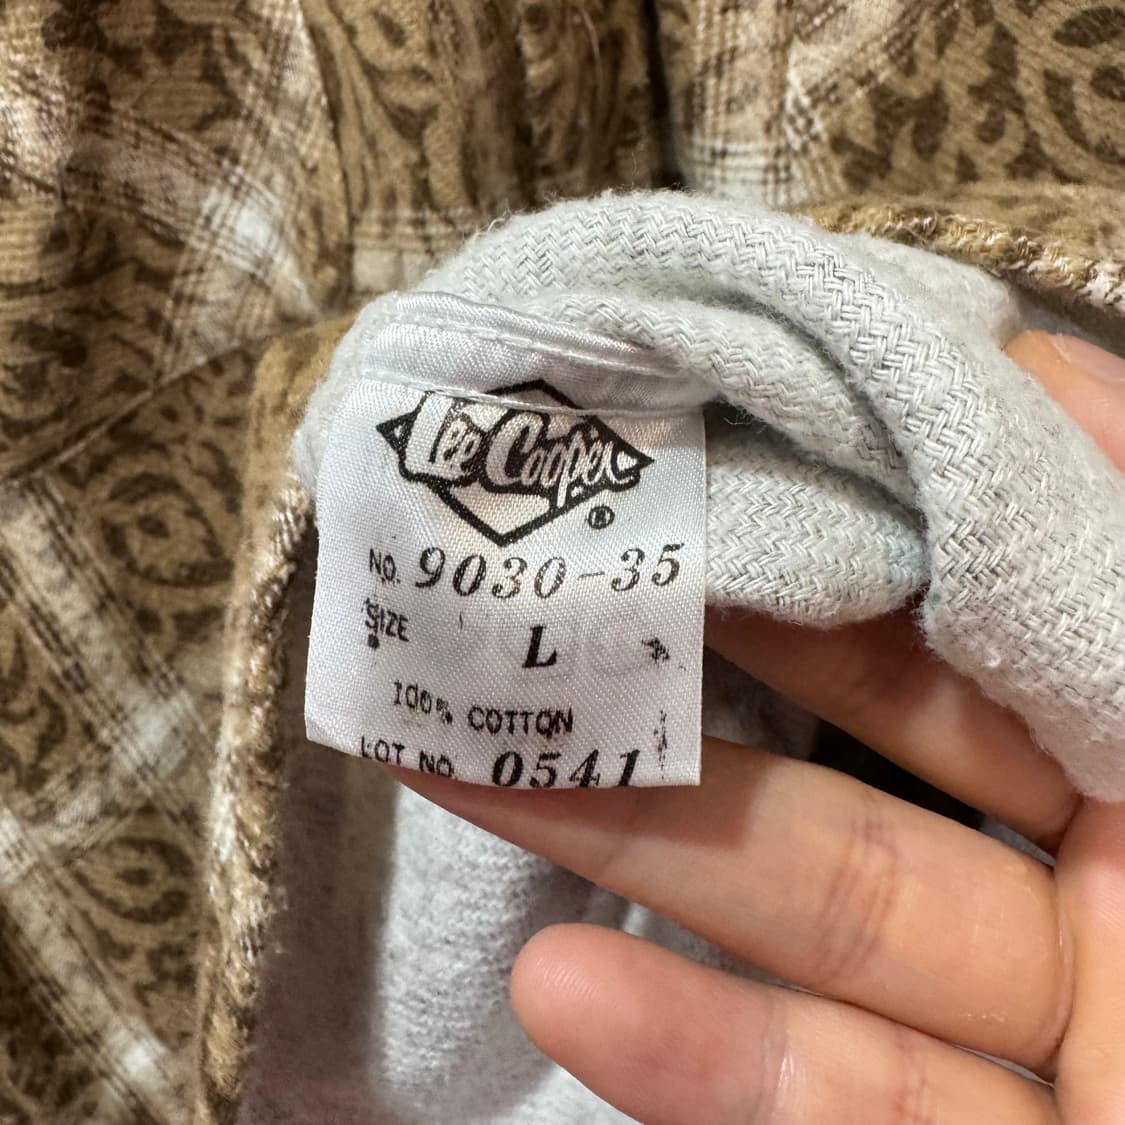 Lee Cooper
®
NO. 9030-35
SIZE L
100% COTTON
LOT NO. 0541